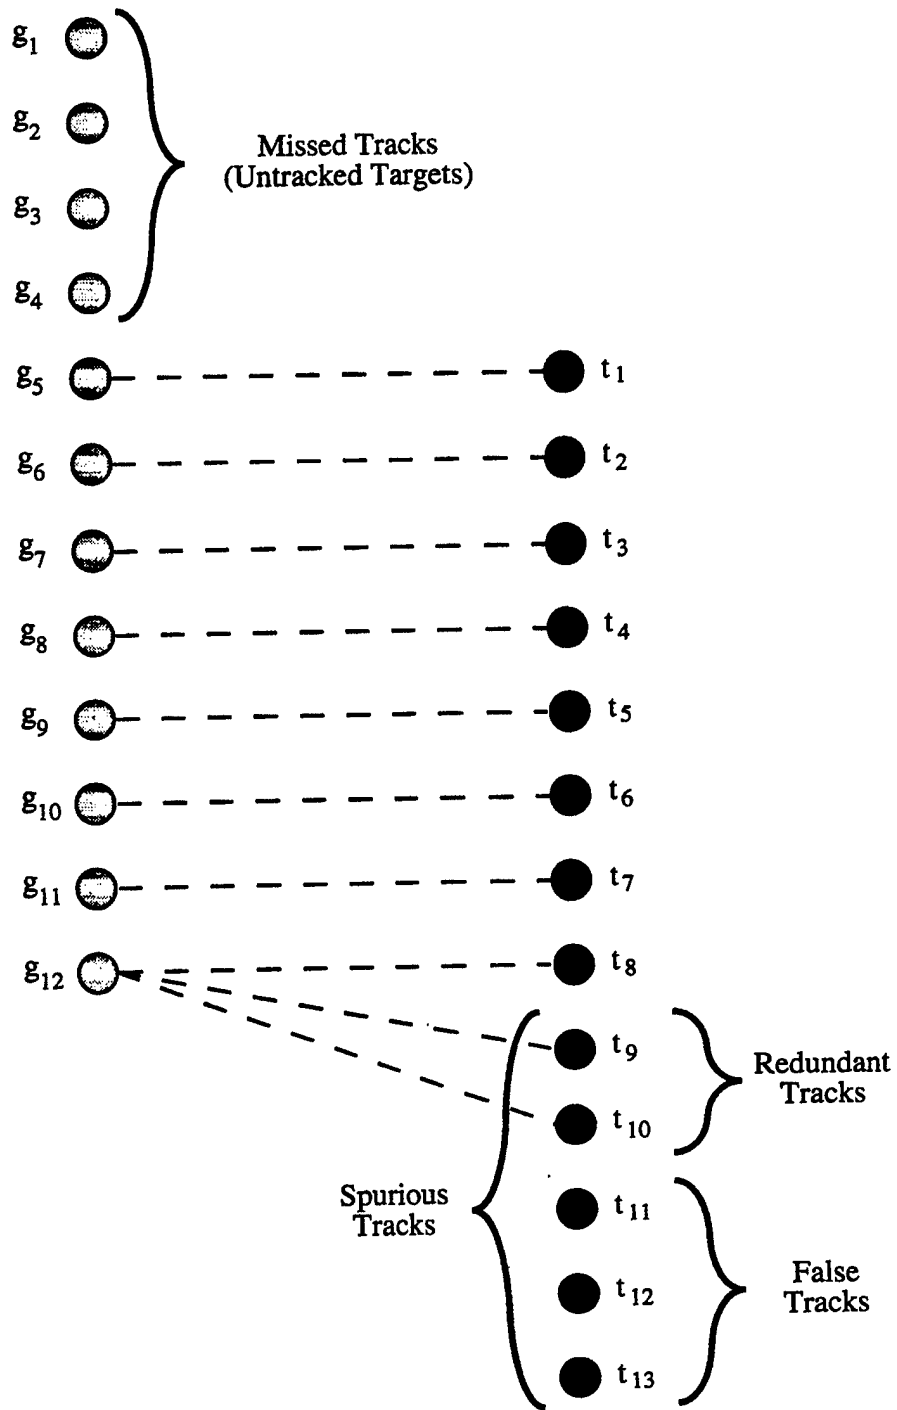 g1
g2
Missed Tracks
(Untracked Targets)
g3
g4
g5
t1
g6
t2
g7
t3
g8
t4
g9
t5
g10
t6
g11
t7
g12
t8
t9
Redundant
Tracks
t10
Spurious
Tracks
t11
t12
False
Tracks
t13